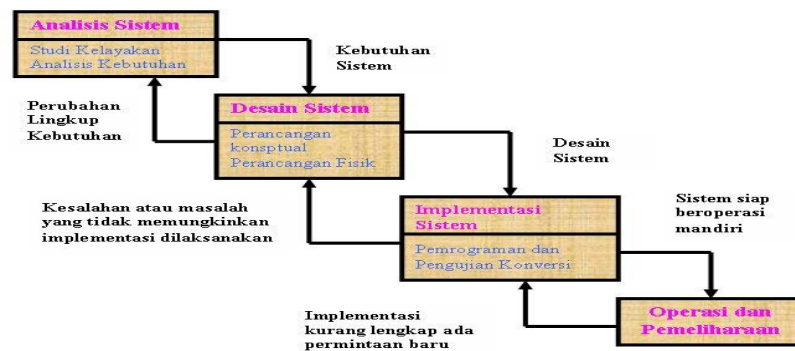 Analisis Sistem
Studi Kelayakan
Analisis Kebutuhan
Kebutuhan
Sistem
Perubahan
Lingkup
Kebutuhan
Desain Sistem
Perancangan
konsptual
Perancangan Fisik
Desain
Sistem
Kesalahan atau masalah
yang tidak memungkinkan
implementasi dilaksanakan
Implementasi
Sistem
Pemrograman dan
Pengujian Konversi
Sistem siap
beroperasi
mandiri
Implementasi
kurang lengkap ada
permintaan baru
Operasi dan
Pemeliharaan